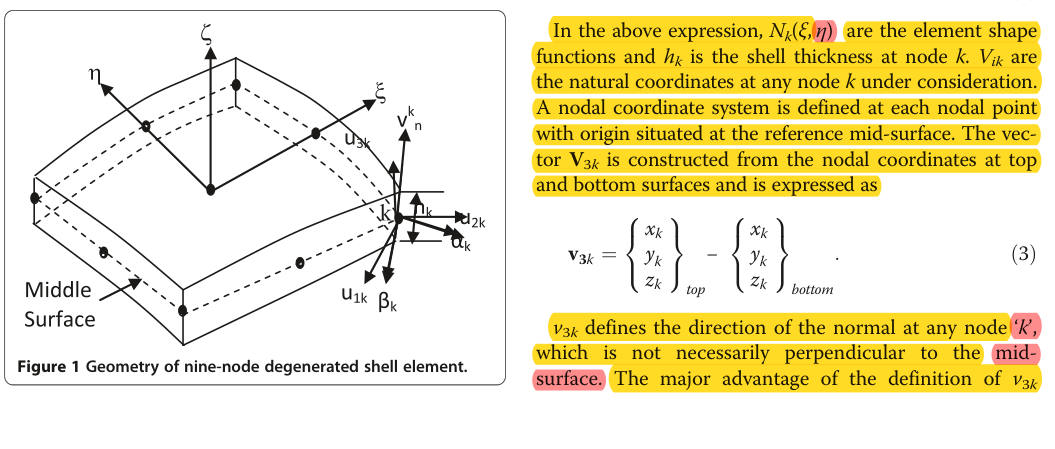 ζ
η
ξ
vₙᵏ
u₃ₖ
k
hₖ
u₂ₖ
αₖ
u₁ₖ
βₖ
Middle
Surface
Figure 1 Geometry of nine-node degenerated shell element.
In the above expression, Nₖ(ξ,η) are the element shape
functions and hₖ is the shell thickness at node k. Vᵢₖ are
the natural coordinates at any node k under consideration.
A nodal coordinate system is defined at each nodal point
with origin situated at the reference mid-surface. The vec-
tor V₃ₖ is constructed from the nodal coordinates at top
and bottom surfaces and is expressed as
v₃ₖ = { xₖ yₖ zₖ }top – { xₖ yₖ zₖ }bottom . (3)
v₃ₖ defines the direction of the normal at any node ‘k’,
which is not necessarily perpendicular to the mid-
surface. The major advantage of the definition of v₃ₖ